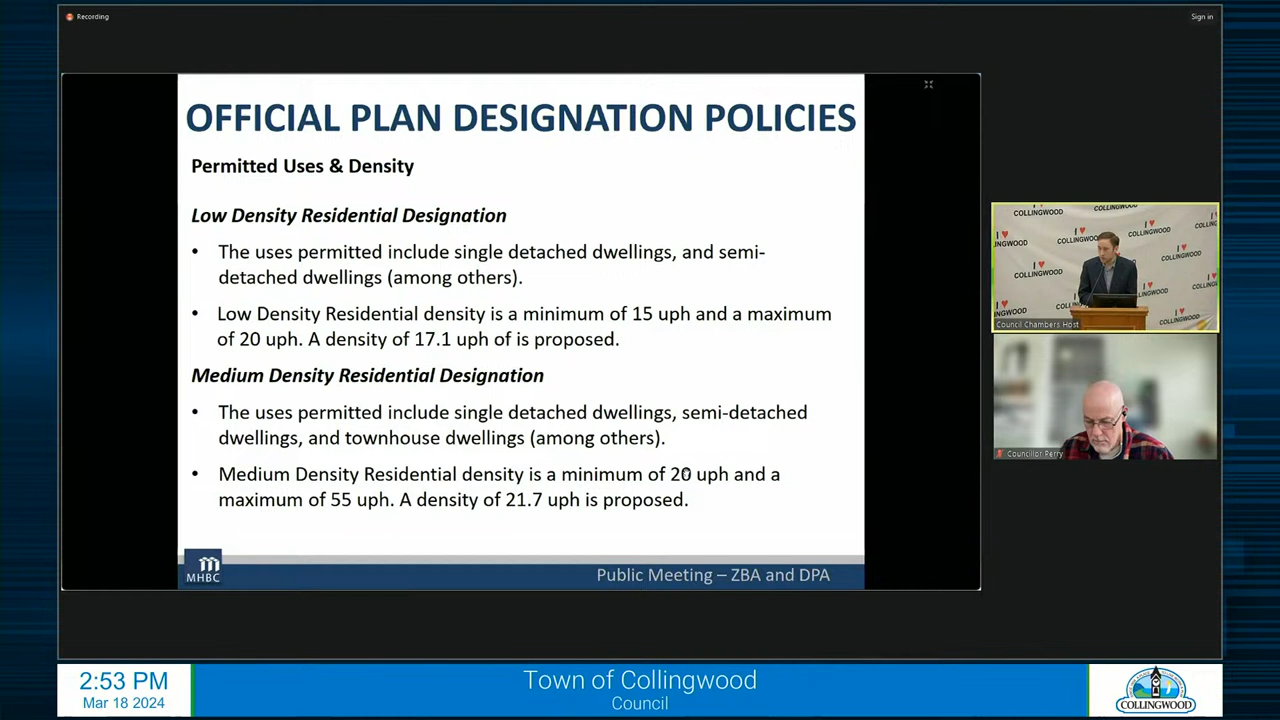 Recording
Sign in
OFFICIAL PLAN DESIGNATION POLICIES
Permitted Uses & Density
Low Density Residential Designation
• The uses permitted include single detached dwellings, and semi-
detached dwellings (among others).
• Low Density Residential density is a minimum of 15 uph and a maximum
of 20 uph. A density of 17.1 uph of is proposed.
Medium Density Residential Designation
• The uses permitted include single detached dwellings, semi-detached
dwellings, and townhouse dwellings (among others).
• Medium Density Residential density is a minimum of 20 uph and a
maximum of 55 uph. A density of 21.7 uph is proposed.
MHBC
Public Meeting – ZBA and DPA
I ♥
COLLINGWOOD
Council Chambers Host
Councillor Perry
2:53 PM
Mar 18 2024
Town of Collingwood
Council
COLLINGWOOD